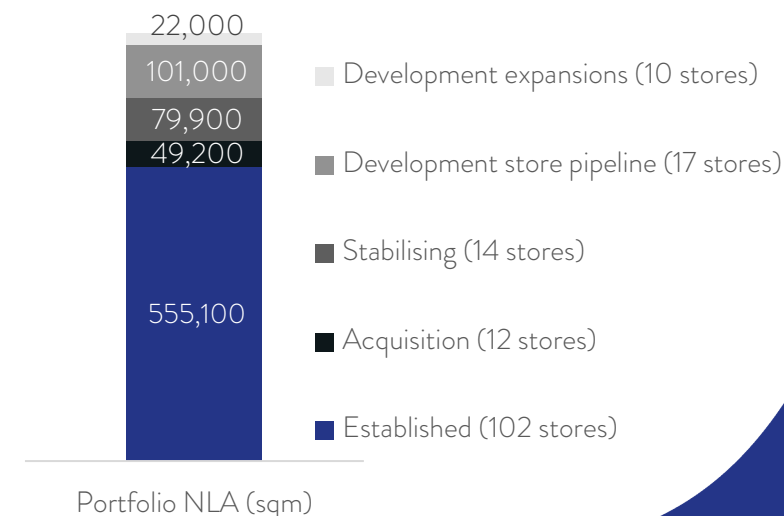 22,000
101,000
79,900
49,200
555,100
Development expansions (10 stores)
Development store pipeline (17 stores)
Stabilising (14 stores)
Acquisition (12 stores)
Established (102 stores)
Portfolio NLA (sqm)